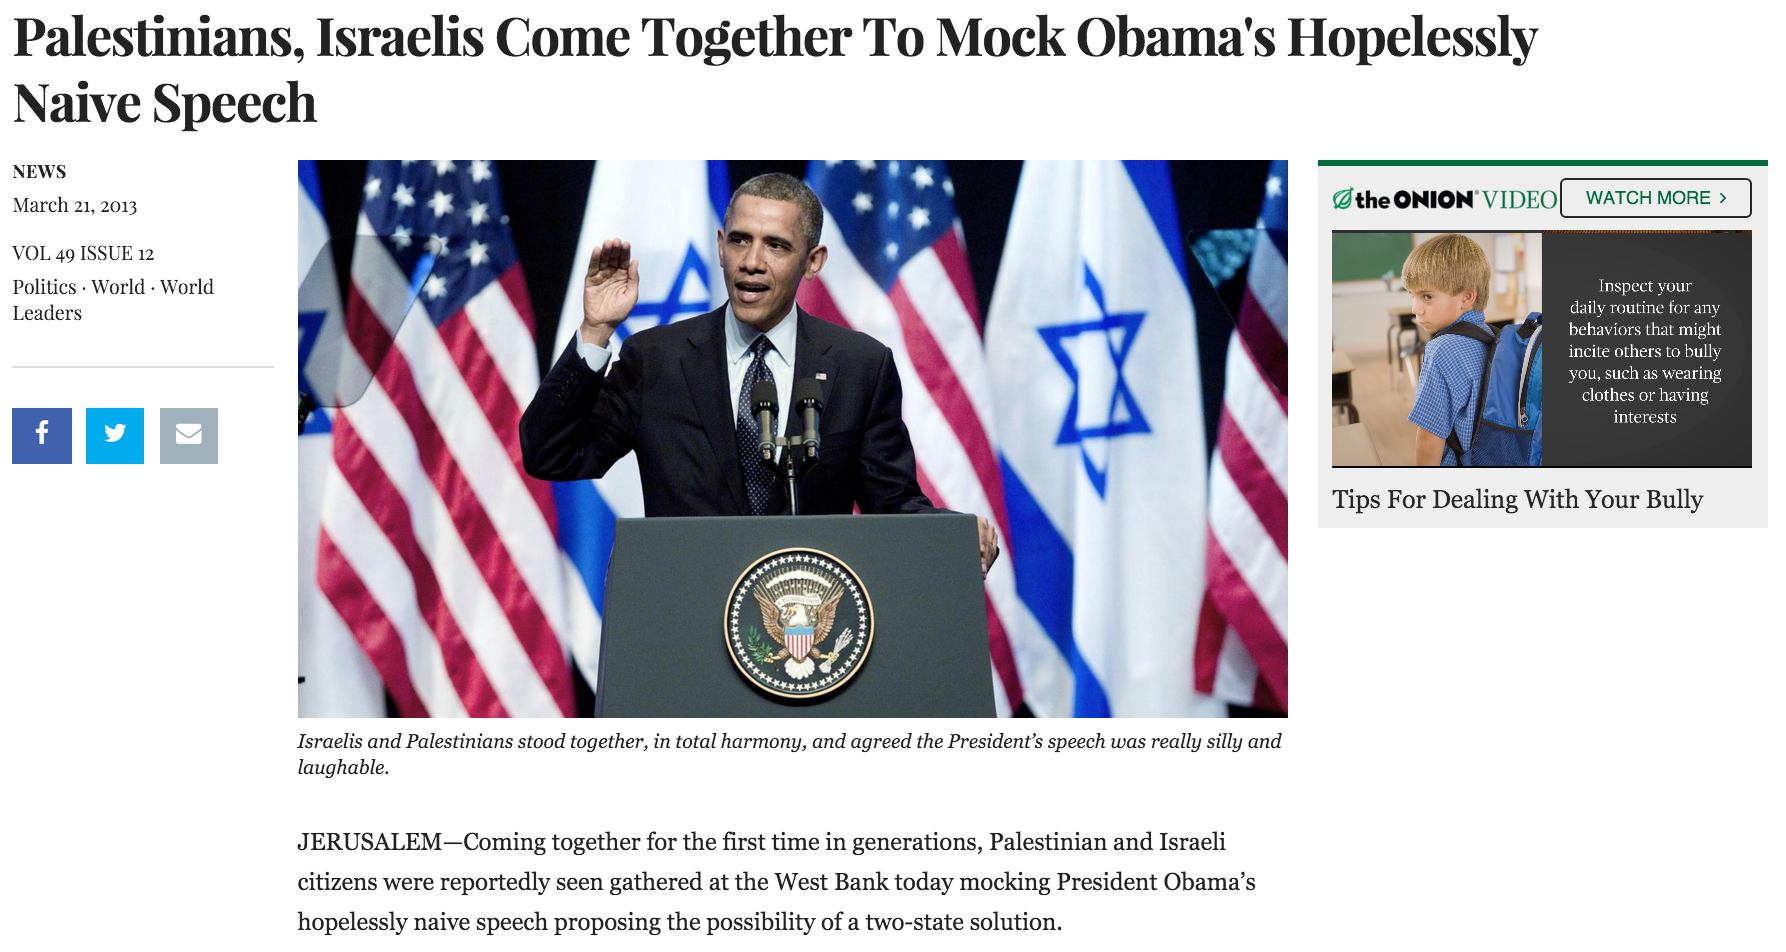 Palestinians, Israelis Come Together To Mock Obama's Hopelessly
Naive Speech
NEWS
March 21, 2013
VOL 49 ISSUE 12
Politics · World · World
Leaders
Israelis and Palestinians stood together, in total harmony, and agreed the President’s speech was really silly and
laughable.
JERUSALEM—Coming together for the first time in generations, Palestinian and Israeli
citizens were reportedly seen gathered at the West Bank today mocking President Obama’s
hopelessly naive speech proposing the possibility of a two-state solution.
the ONION® VIDEO
WATCH MORE >
Inspect your
daily routine for any
behaviors that might
incite others to bully
you, such as wearing
clothes or having
interests
Tips For Dealing With Your Bully